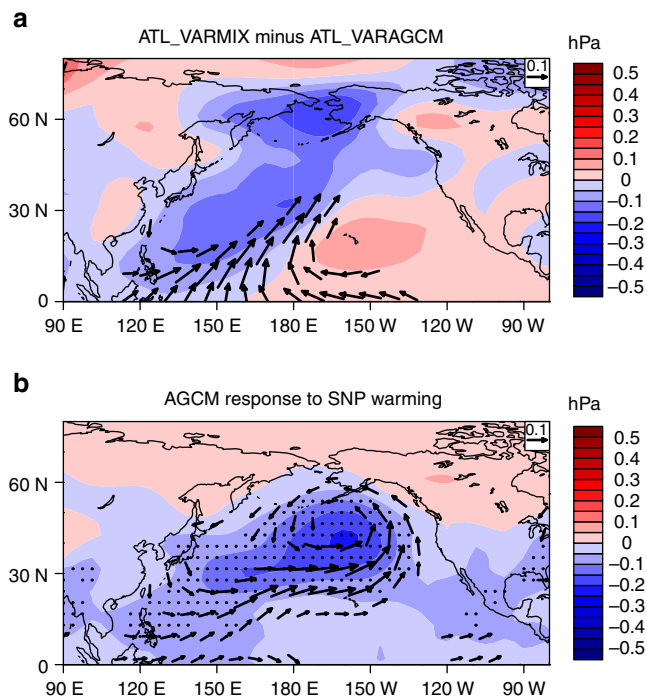 a
ATL_VARMIX minus ATL_VARAGCM
hPa
0.1
60 N
30 N
0
90 E 120 E 150 E 180 W 150 W 120 W 90 W
0.5
0.4
0.3
0.2
0.1
0
−0.1
−0.2
−0.3
−0.4
−0.5
b
AGCM response to SNP warming
hPa
0.1
60 N
30 N
0
90 E 120 E 150 E 180 W 150 W 120 W 90 W
0.5
0.4
0.3
0.2
0.1
0
−0.1
−0.2
−0.3
−0.4
−0.5